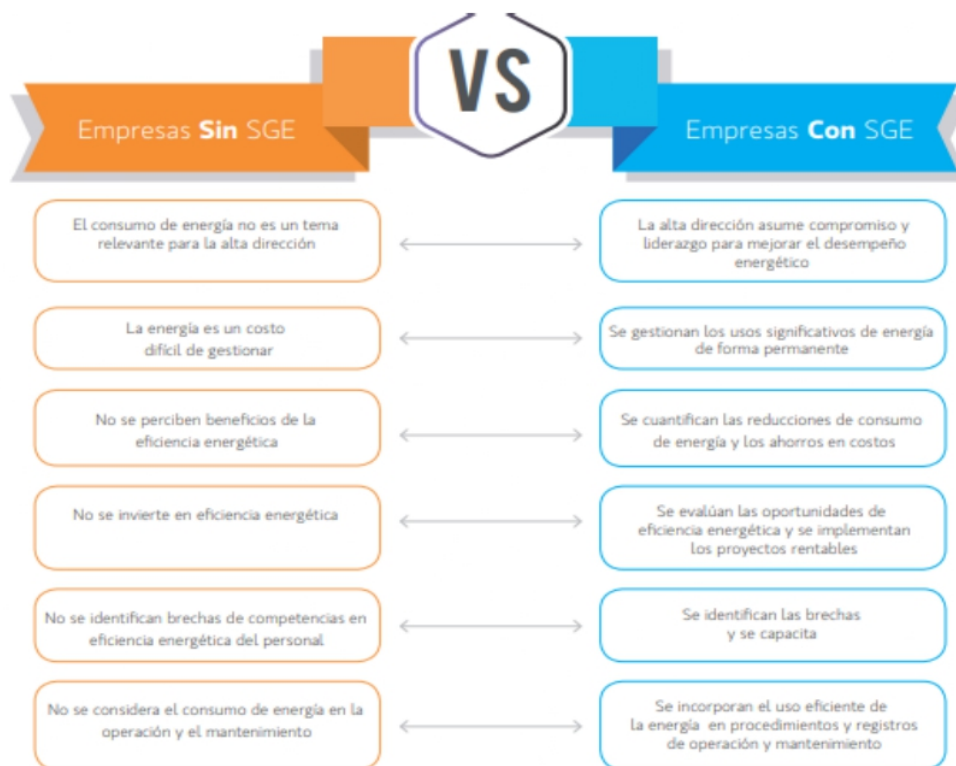 VS
Empresas Sin SGE
Empresas Con SGE
El consumo de energía no es un tema
relevante para la alta dirección
La alta dirección asume compromiso y
liderazgo para mejorar el desempeño
energético
La energía es un costo
difícil de gestionar
Se gestionan los usos significativos de energía
de forma permanente
No se perciben beneficios de la
eficiencia energética
Se cuantifican las reducciones de consumo
de energía y los ahorros en costos
No se invierte en eficiencia energética
Se evalúan las oportunidades de
eficiencia energética y se implementan
los proyectos rentables
No se identifican brechas de competencias en
eficiencia energética del personal
Se identifican las brechas
y se capacita
No se considera el consumo de energía en la
operación y el mantenimiento
Se incorporan el uso eficiente de
la energía en procedimientos y registros
de operación y mantenimiento